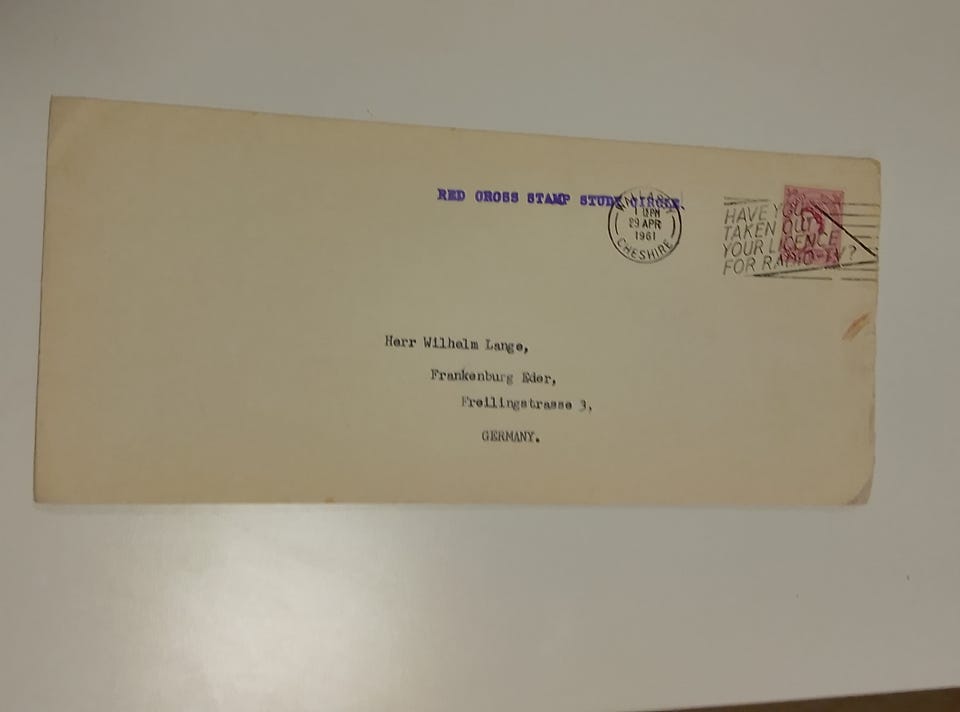 RED CROSS STAMP STUDY CIRCLE.
WALLASEY
1 15PM
29 APR
1961
CHESHIRE
HAVE YOU
TAKEN OUT
YOUR LICENCE
FOR RADIO-TV?
Herr Wilhelm Lange,
Frankenburg Eder,
Freilingstrasse 3,
GERMANY.